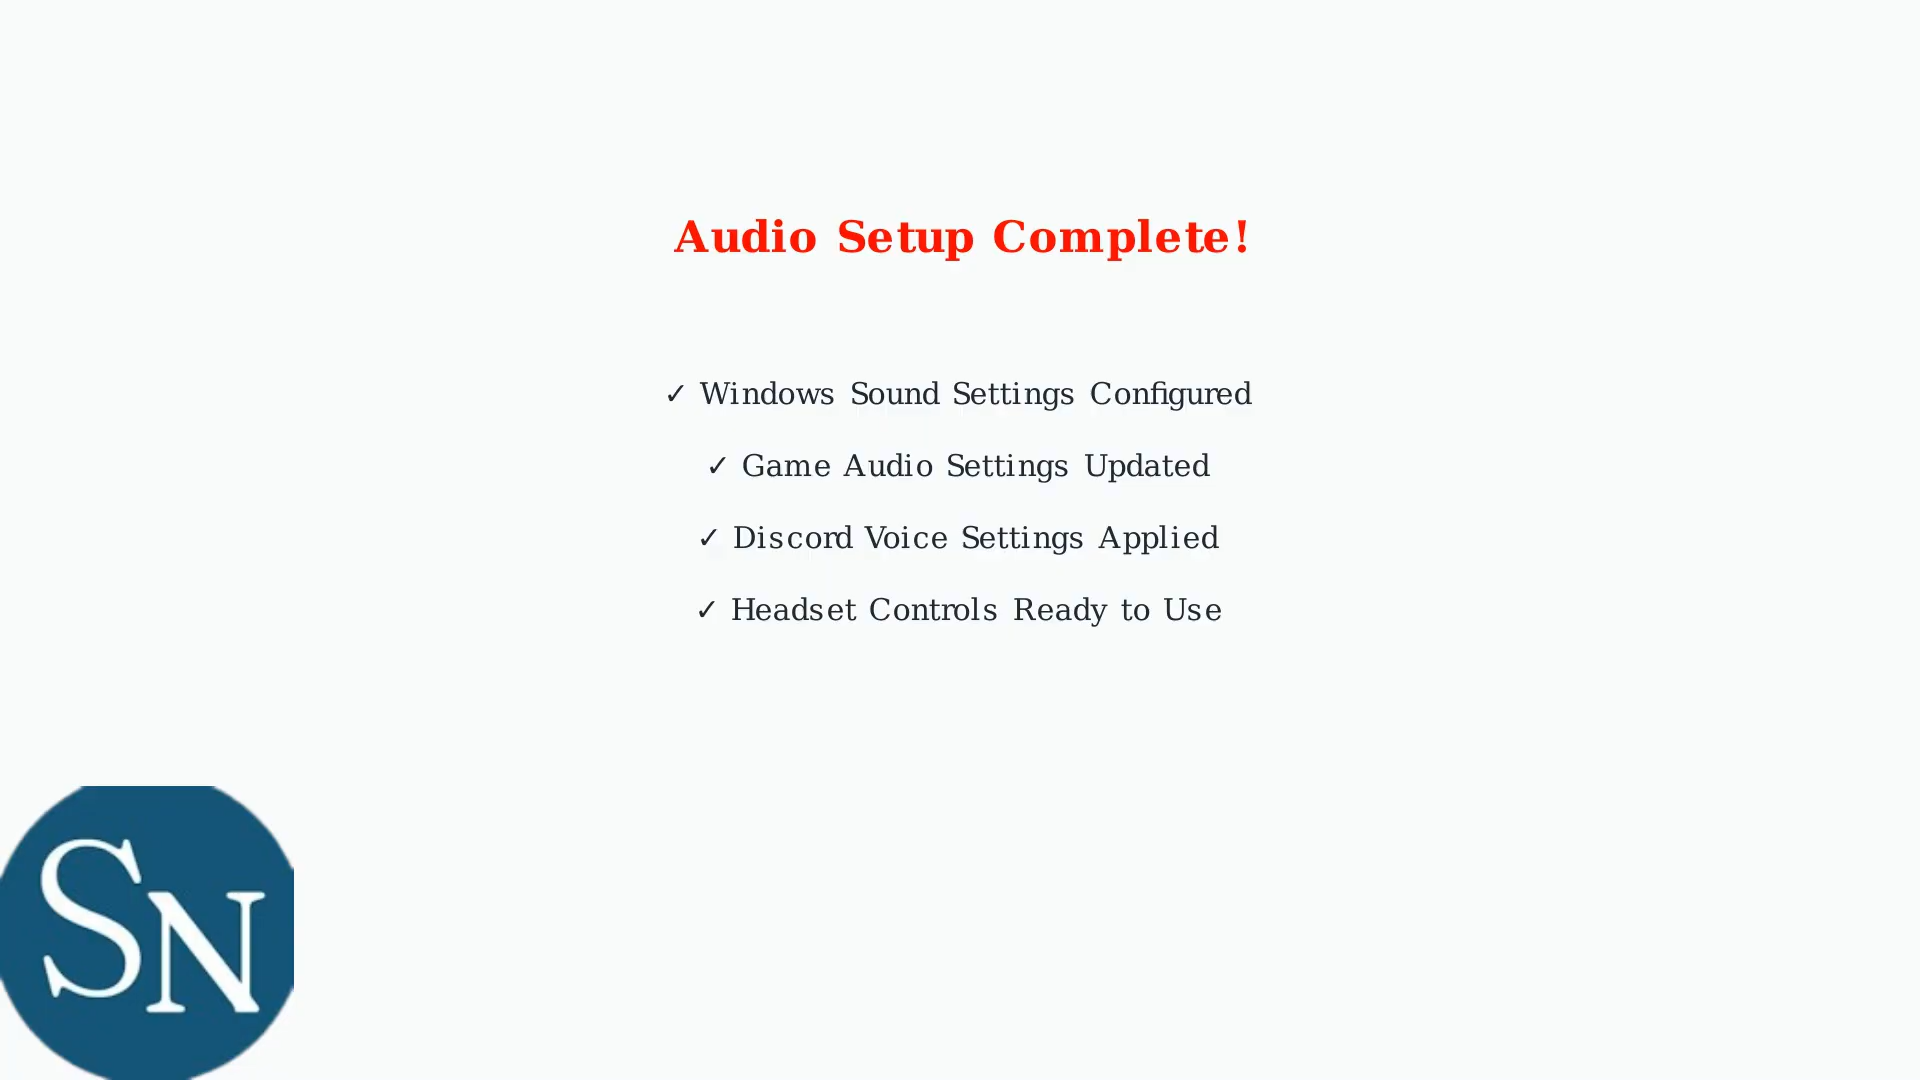 Audio Setup Complete!
✓ Windows Sound Settings Configured
✓ Game Audio Settings Updated
✓ Discord Voice Settings Applied
✓ Headset Controls Ready to Use
SN